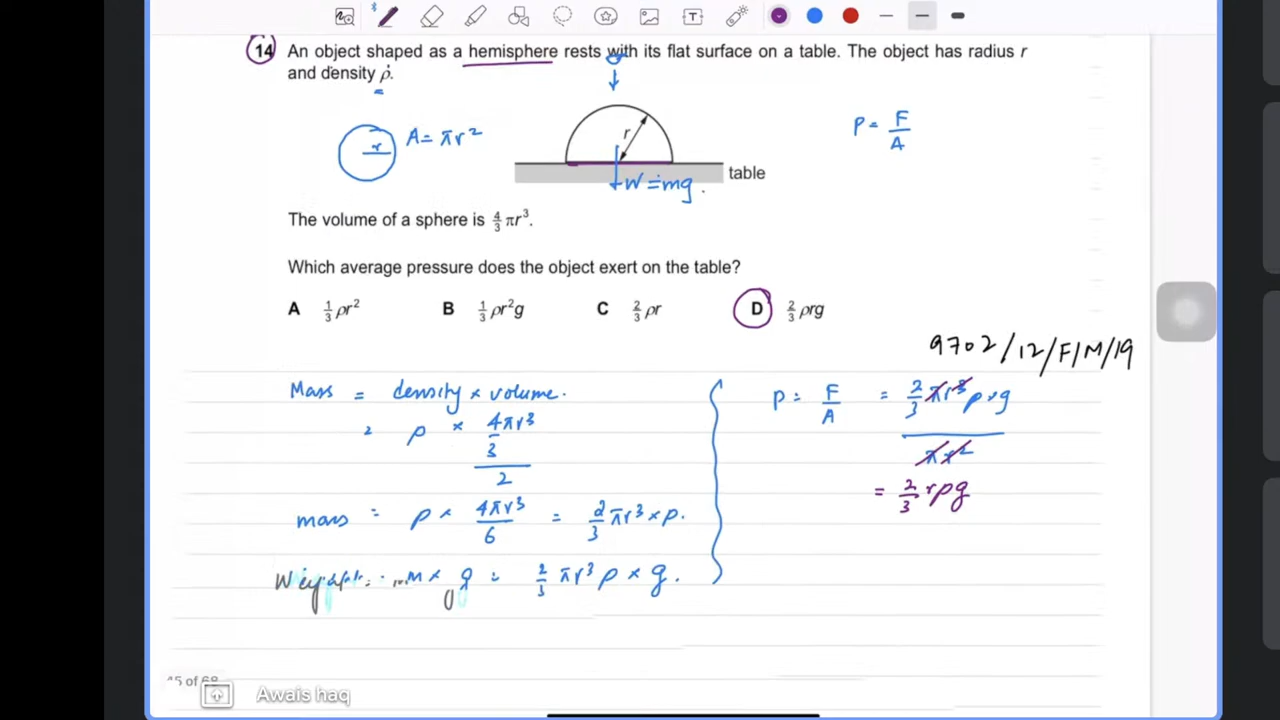 14 An object shaped as a hemisphere rests with its flat surface on a table. The object has radius r
and density ρ.
A = πr²
r
r
P = F/A
table
W = mg.
The volume of a sphere is 4/3 πr³.
Which average pressure does the object exert on the table?
A 1/3 ρr² B 1/3 ρr²g C 2/3 ρr D 2/3 ρrg
9702/12/F/M/19
Mass = density × volume.
= ρ × 4πr³/3 / 2
mass = ρ × 4πr³/6 = 2/3 πr³ × ρ.
Weight = m × g = 2/3 πr³ ρ × g.
P = F/A = 2/3 πr³ ρ × g / πr²
= 2/3 rρg
45 of 68
Awais haq
T